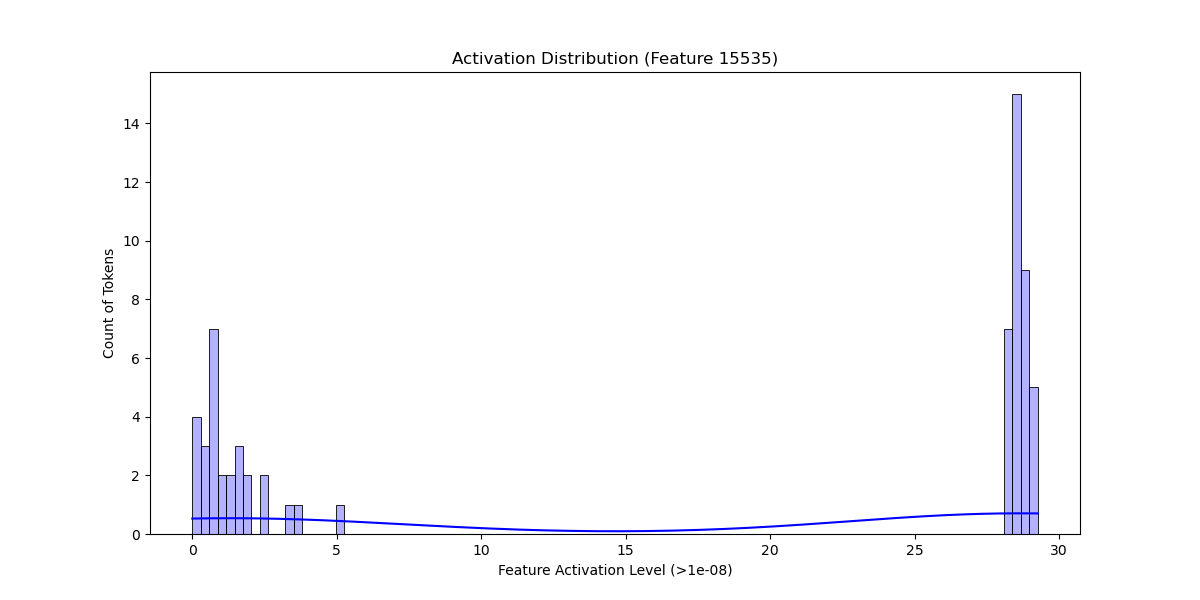 Activation Distribution (Feature 15535)
14
12
10
8
6
4
2
0
Count of Tokens
0 5 10 15 20 25 30
Feature Activation Level (>1e-08)